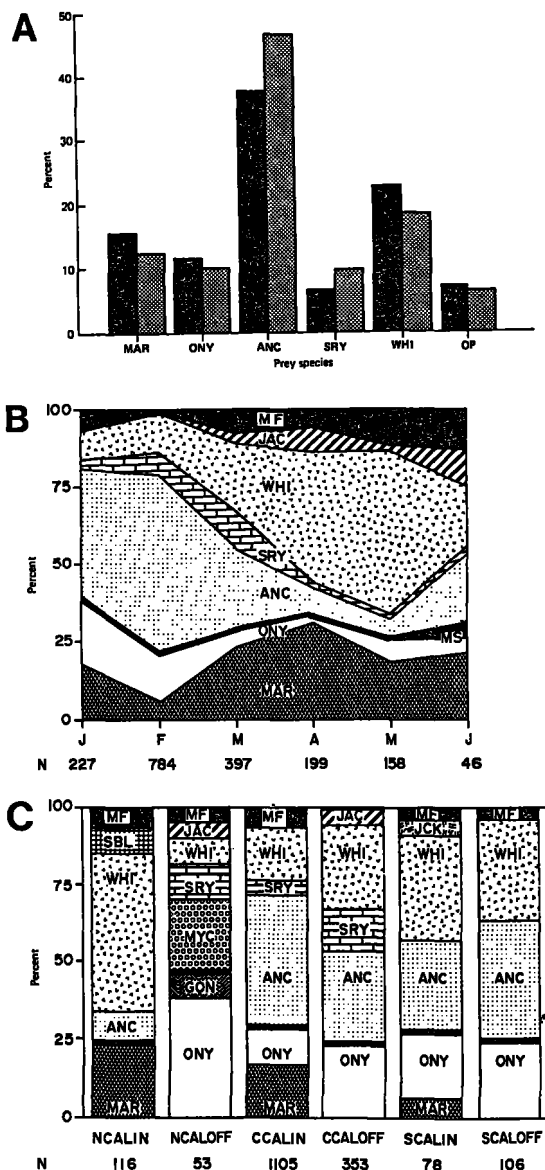 A
50
40
30
20
10
0
Percent
MAR ONY ANC SRY WHI OP
Prey species
B
100
75
50
25
0
Percent
MF
JAC
WHI
SRY
ANC
ONY
MS
MAR
J F M A M J
N 227 784 397 199 158 46
C
100
75
50
25
0
Percent
MF MF MF JAC MF MF
SBL JAC JCK
WHI WHI WHI WHI WHI WHI
SRY SRY SRY
MYC
GON
ANC ANC ANC ANC ANC
ONY
MAR MAR MAR
NCALIN NCALOFF CCALIN CCALOFF SCALIN SCALOFF
N 116 53 1105 353 78 106